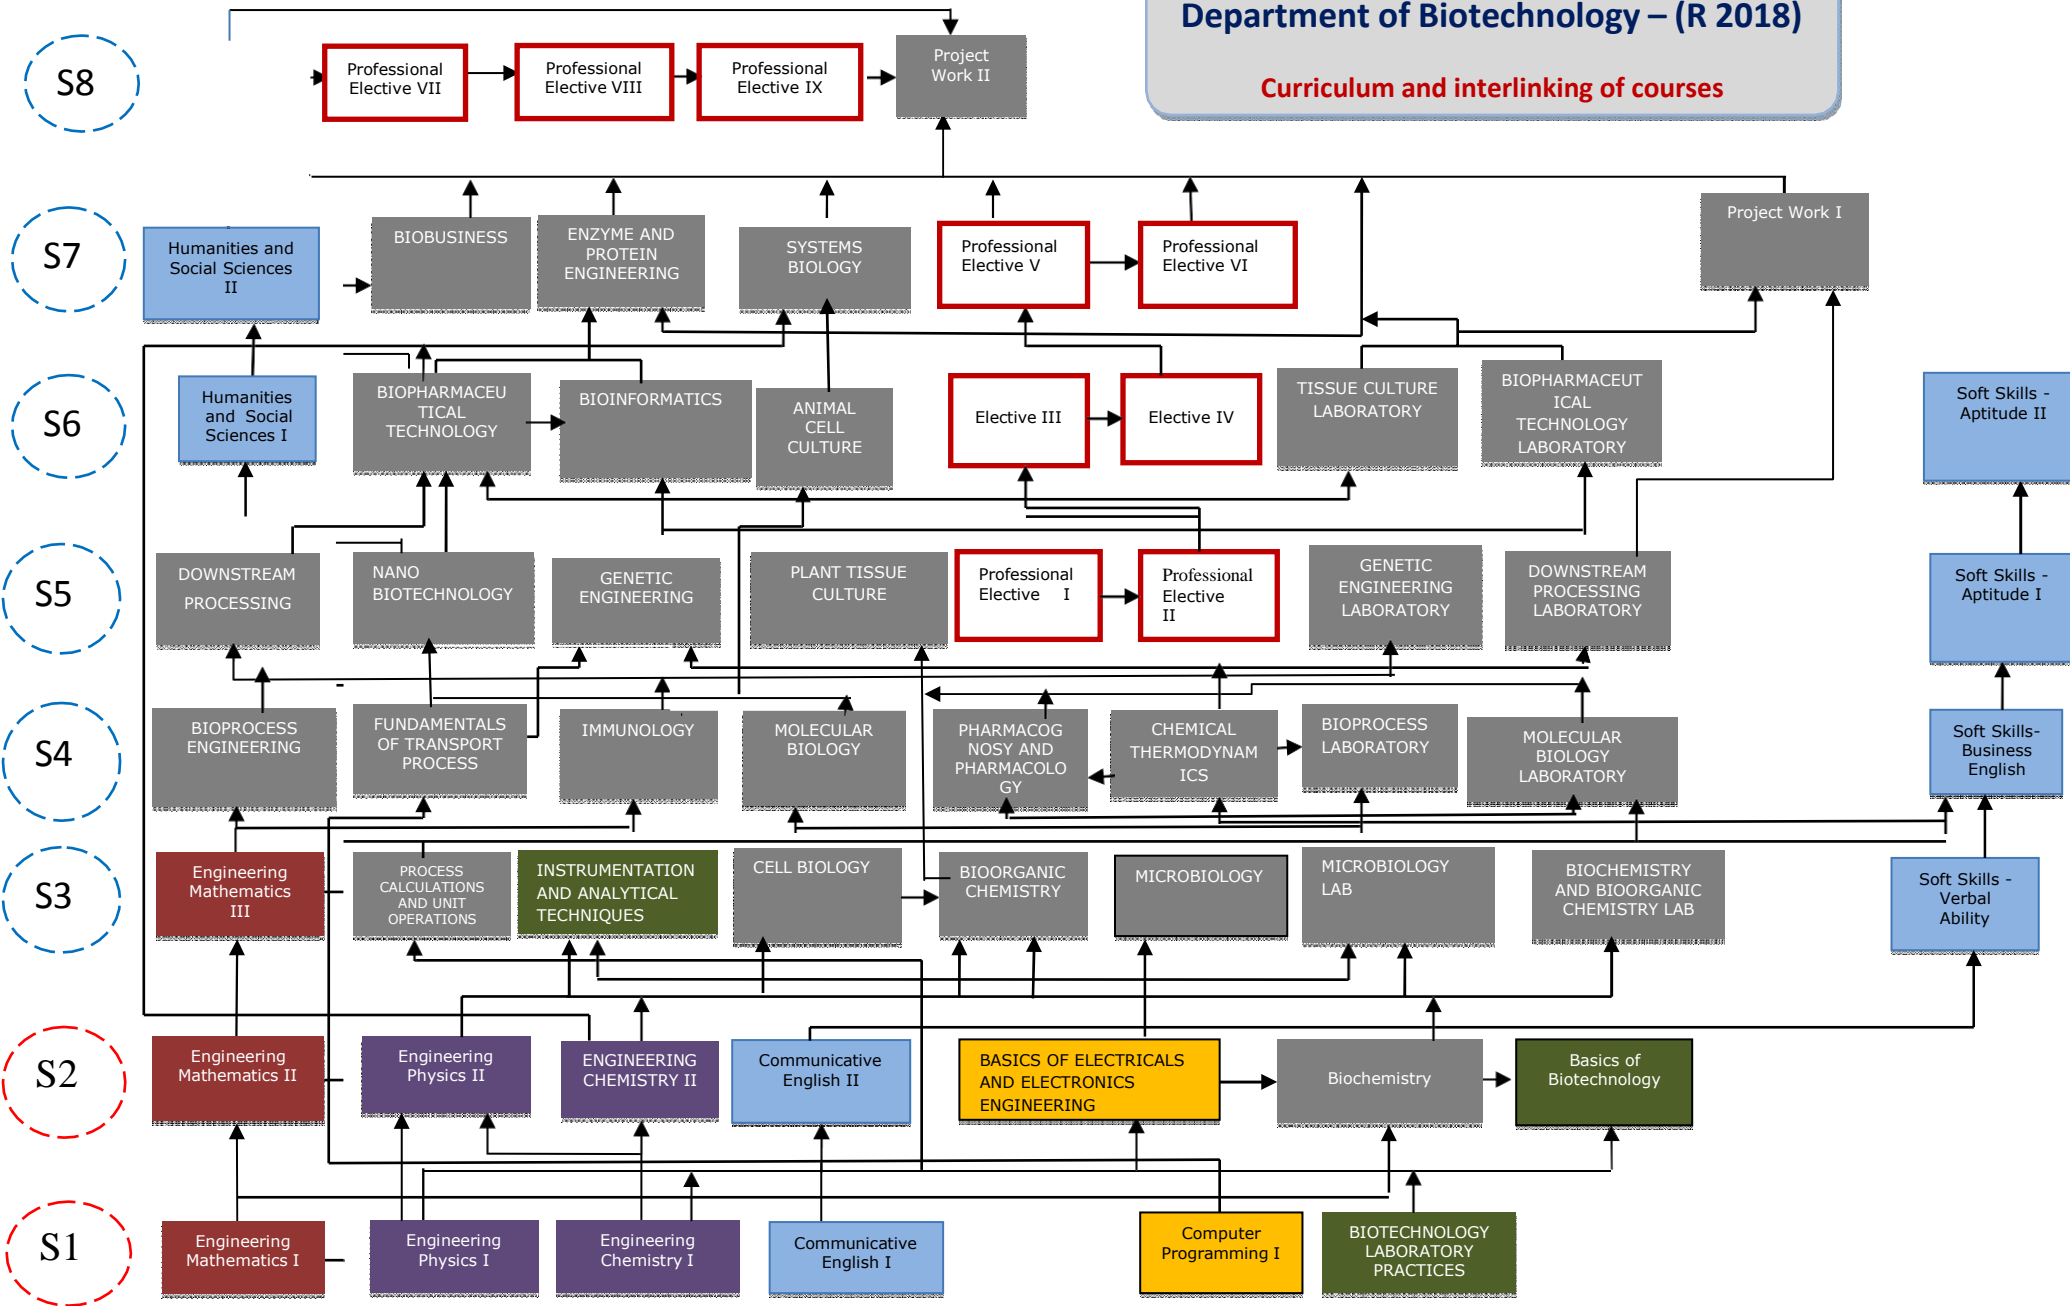 Department of Biotechnology – (R 2018)
Curriculum and interlinking of courses
S8
Professional
Elective VII
Professional
Elective VIII
Professional
Elective IX
Project
Work II
S7
Humanities and
Social Sciences
II
BIOBUSINESS
ENZYME AND
PROTEIN
ENGINEERING
SYSTEMS
BIOLOGY
Professional
Elective V
Professional
Elective VI
Project Work I
S6
Humanities
and Social
Sciences I
BIOPHARMACEU
TICAL
TECHNOLOGY
BIOINFORMATICS
ANIMAL
CELL
CULTURE
Elective III
Elective IV
TISSUE CULTURE
LABORATORY
BIOPHARMACEUT
ICAL
TECHNOLOGY
LABORATORY
Soft Skills -
Aptitude II
S5
DOWNSTREAM
PROCESSING
NANO
BIOTECHNOLOGY
GENETIC
ENGINEERING
PLANT TISSUE
CULTURE
Professional
Elective I
Professional
Elective
II
GENETIC
ENGINEERING
LABORATORY
DOWNSTREAM
PROCESSING
LABORATORY
Soft Skills -
Aptitude I
S4
BIOPROCESS
ENGINEERING
FUNDAMENTALS
OF TRANSPORT
PROCESS
IMMUNOLOGY
MOLECULAR
BIOLOGY
PHARMACOG
NOSY AND
PHARMACOLO
GY
CHEMICAL
THERMODYNAM
ICS
BIOPROCESS
LABORATORY
MOLECULAR
BIOLOGY
LABORATORY
Soft Skills-
Business
English
S3
Engineering
Mathematics
III
PROCESS
CALCULATIONS
AND UNIT
OPERATIONS
INSTRUMENTATION
AND ANALYTICAL
TECHNIQUES
CELL BIOLOGY
BIOORGANIC
CHEMISTRY
MICROBIOLOGY
MICROBIOLOGY
LAB
BIOCHEMISTRY
AND BIOORGANIC
CHEMISTRY LAB
Soft Skills -
Verbal
Ability
S2
Engineering
Mathematics II
Engineering
Physics II
ENGINEERING
CHEMISTRY II
Communicative
English II
BASICS OF ELECTRICALS
AND ELECTRONICS
ENGINEERING
Biochemistry
Basics of
Biotechnology
S1
Engineering
Mathematics I
Engineering
Physics I
Engineering
Chemistry I
Communicative
English I
Computer
Programming I
BIOTECHNOLOGY
LABORATORY
PRACTICES